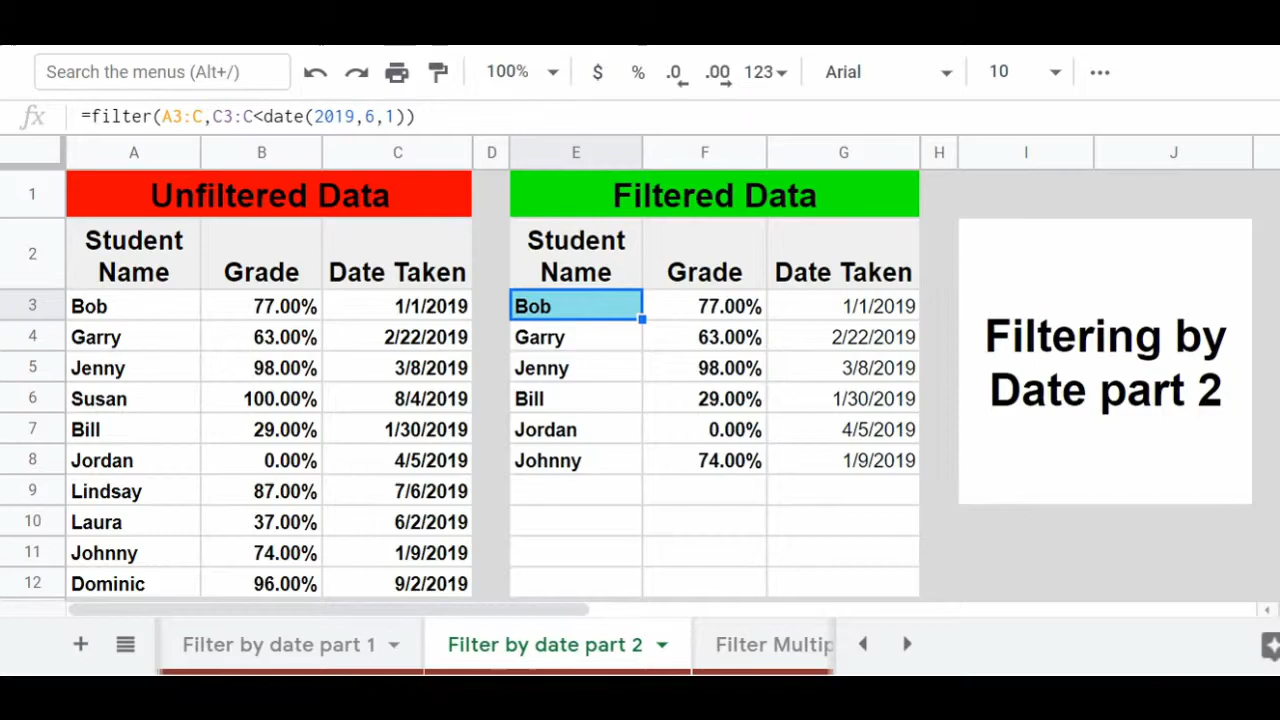 Search the menus (Alt+/) 100% $ % .0 .00 123 Arial 10
fx =filter(A3:C,C3:C<date(2019,6,1))
A B C D E F G H I J
1 Unfiltered Data Filtered Data
2 Student Name Grade Date Taken Student Name Grade Date Taken
3 Bob 77.00% 1/1/2019 Bob 77.00% 1/1/2019
4 Garry 63.00% 2/22/2019 Garry 63.00% 2/22/2019
5 Jenny 98.00% 3/8/2019 Jenny 98.00% 3/8/2019
6 Susan 100.00% 8/4/2019 Bill 29.00% 1/30/2019
7 Bill 29.00% 1/30/2019 Jordan 0.00% 4/5/2019
8 Jordan 0.00% 4/5/2019 Johnny 74.00% 1/9/2019
9 Lindsay 87.00% 7/6/2019
10 Laura 37.00% 6/2/2019
11 Johnny 74.00% 1/9/2019
12 Dominic 96.00% 9/2/2019
Filtering by
Date part 2
Filter by date part 1 Filter by date part 2 Filter Multip